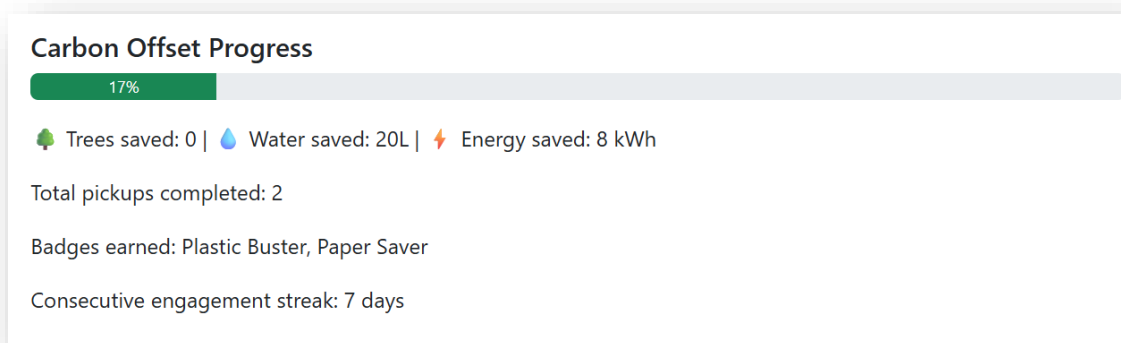 Carbon Offset Progress
17%
🌳 Trees saved: 0 | 💧 Water saved: 20L | ⚡ Energy saved: 8 kWh
Total pickups completed: 2
Badges earned: Plastic Buster, Paper Saver
Consecutive engagement streak: 7 days